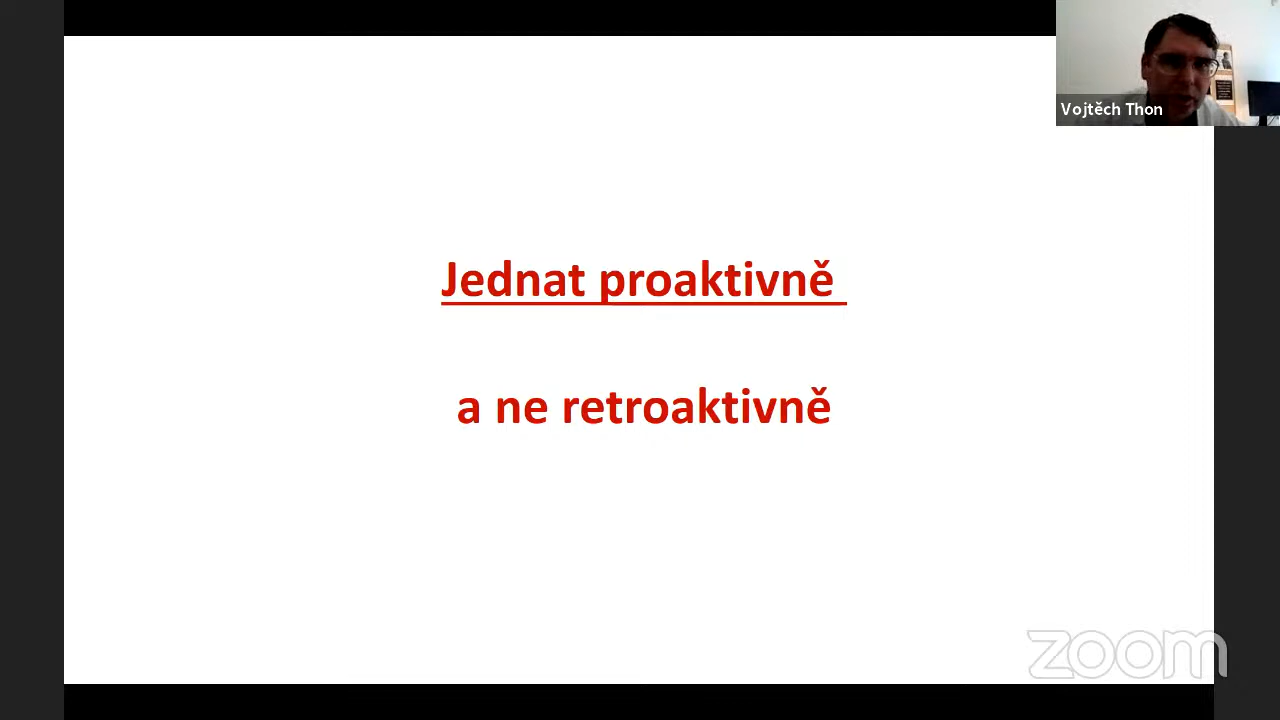 Vojtěch Thon
Jednat proaktivně
a ne retroaktivně
zoom